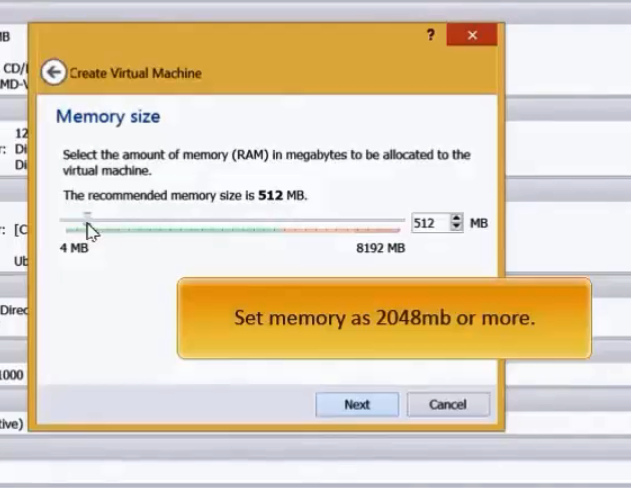 IB
?
CD/
MD-V
Create Virtual Machine
Memory size
12
r: Di
Di
Select the amount of memory (RAM) in megabytes to be allocated to the
virtual machine.
The recommended memory size is 512 MB.
512 MB
r: [C
4 MB 8192 MB
Ub
Set memory as 2048mb or more.
Direc
1000
Next Cancel
tive)